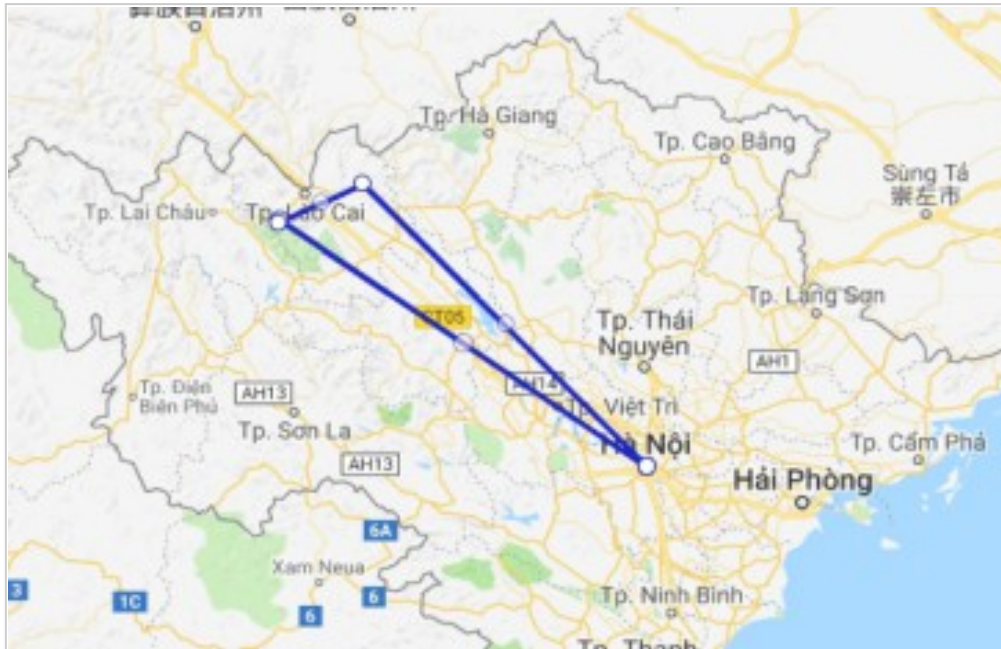 Tp. Hà Giang
Tp. Cao Bằng
Sùng Tả
崇左市
Tp. Lai Châu
Tp. Lào Cai
Tp. Lạng Sơn
CT05
Tp. Thái
Nguyên
AH1
AH14
Tp. Điện
Biên Phủ
AH13
Tp. Việt Trì
Tp. Sơn La
Hà Nội
Tp. Cẩm Phả
AH13
Hải Phòng
6A
Xam Neua
3
1C
6
6
Tp. Ninh Bình
Tp. Thanh